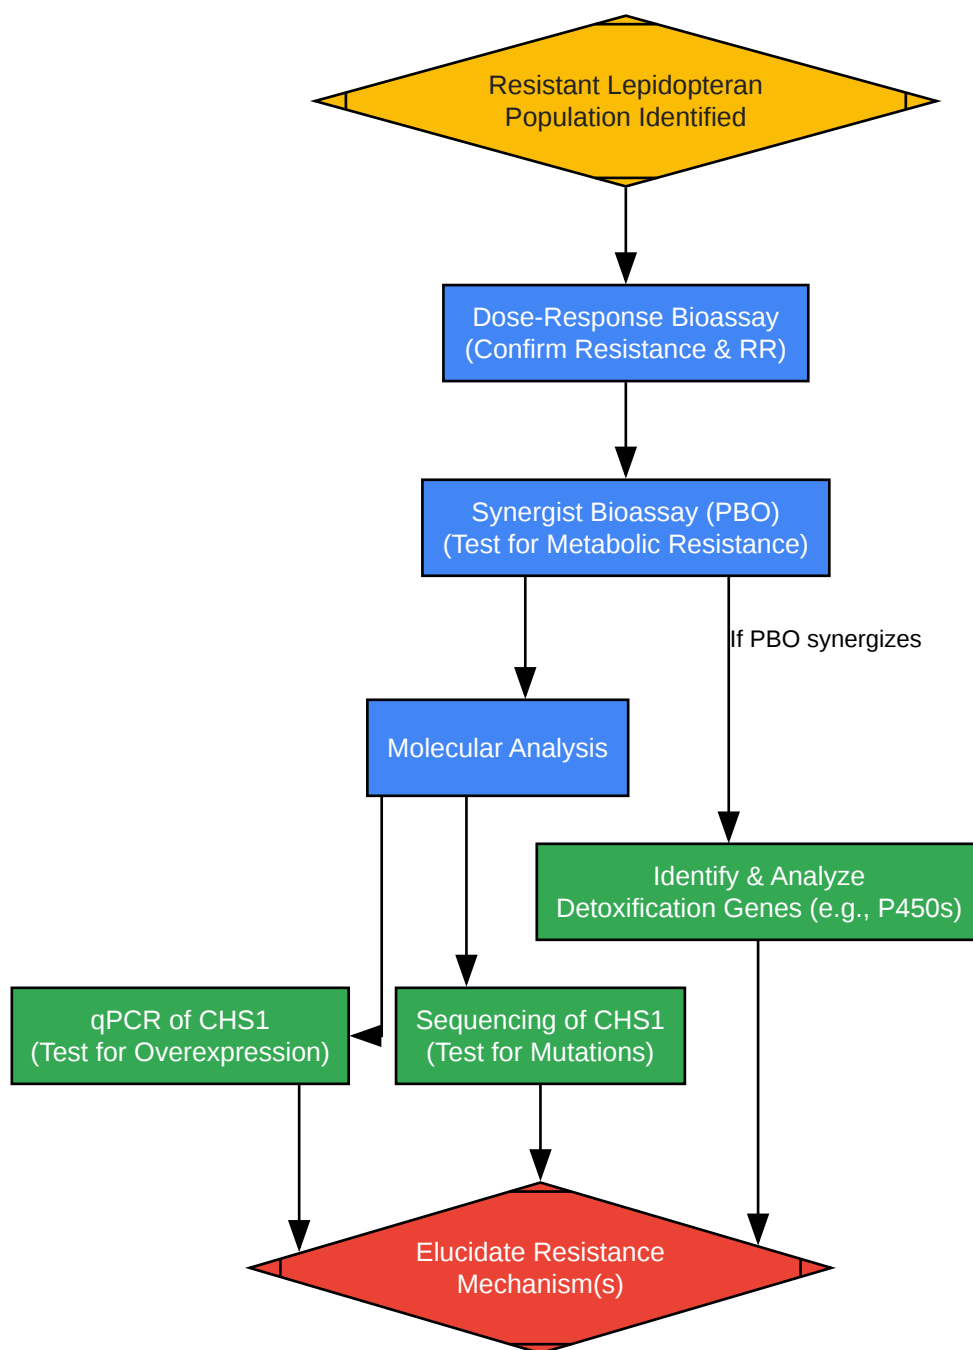 Resistant Lepidopteran
Population Identified
Dose-Response Bioassay
(Confirm Resistance & RR)
Synergist Bioassay (PBO)
(Test for Metabolic Resistance)
If PBO synergizes
Molecular Analysis
Identify & Analyze
Detoxification Genes (e.g., P450s)
qPCR of CHS1
(Test for Overexpression)
Sequencing of CHS1
(Test for Mutations)
Elucidate Resistance
Mechanism(s)